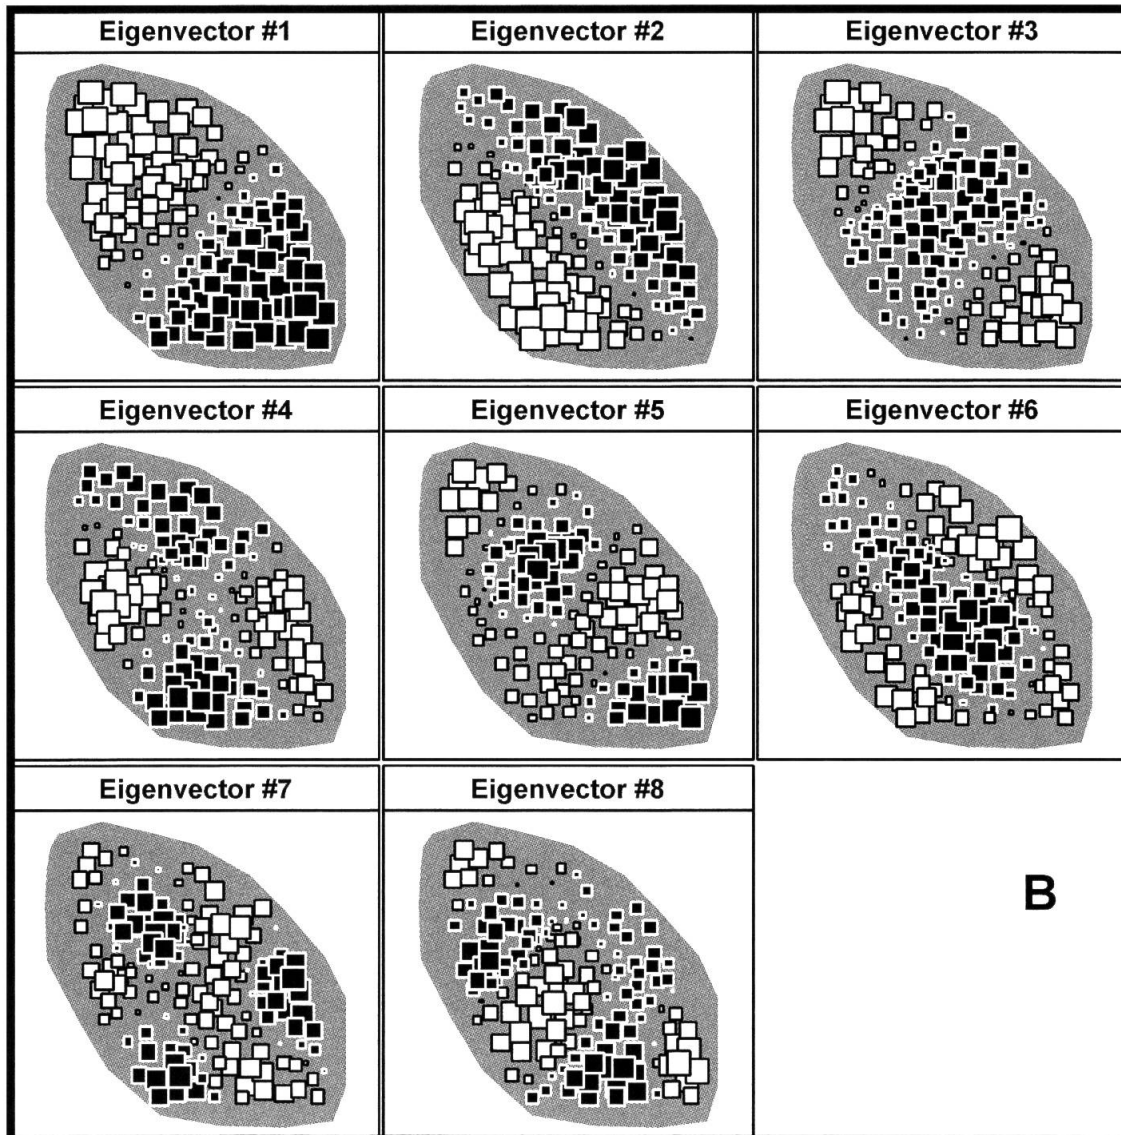 Eigenvector #1
Eigenvector #2
Eigenvector #3
Eigenvector #4
Eigenvector #5
Eigenvector #6
Eigenvector #7
Eigenvector #8
B